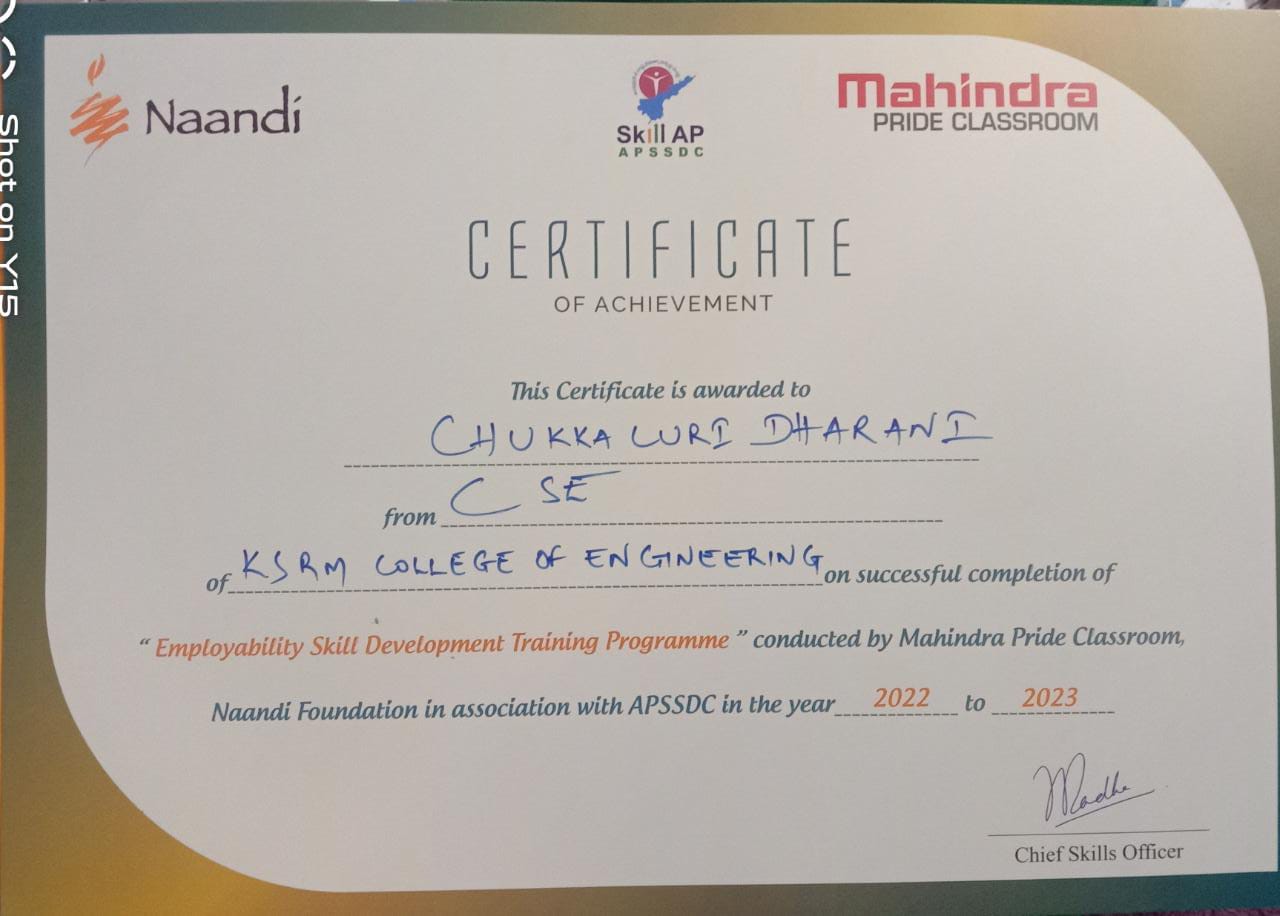 Naandi
Skill AP
APSSDC
Mahindra
PRIDE CLASSROOM
CERTIFICATE
OF ACHIEVEMENT
This Certificate is awarded to
CHUKKA LURI DHARANI
from CSE
of KSRM COLLEGE OF ENGINEERING on successful completion of
“ Employability Skill Development Training Programme ” conducted by Mahindra Pride Classroom,
Naandi Foundation in association with APSSDC in the year 2022 to 2023
Chief Skills Officer
Shot on Y15